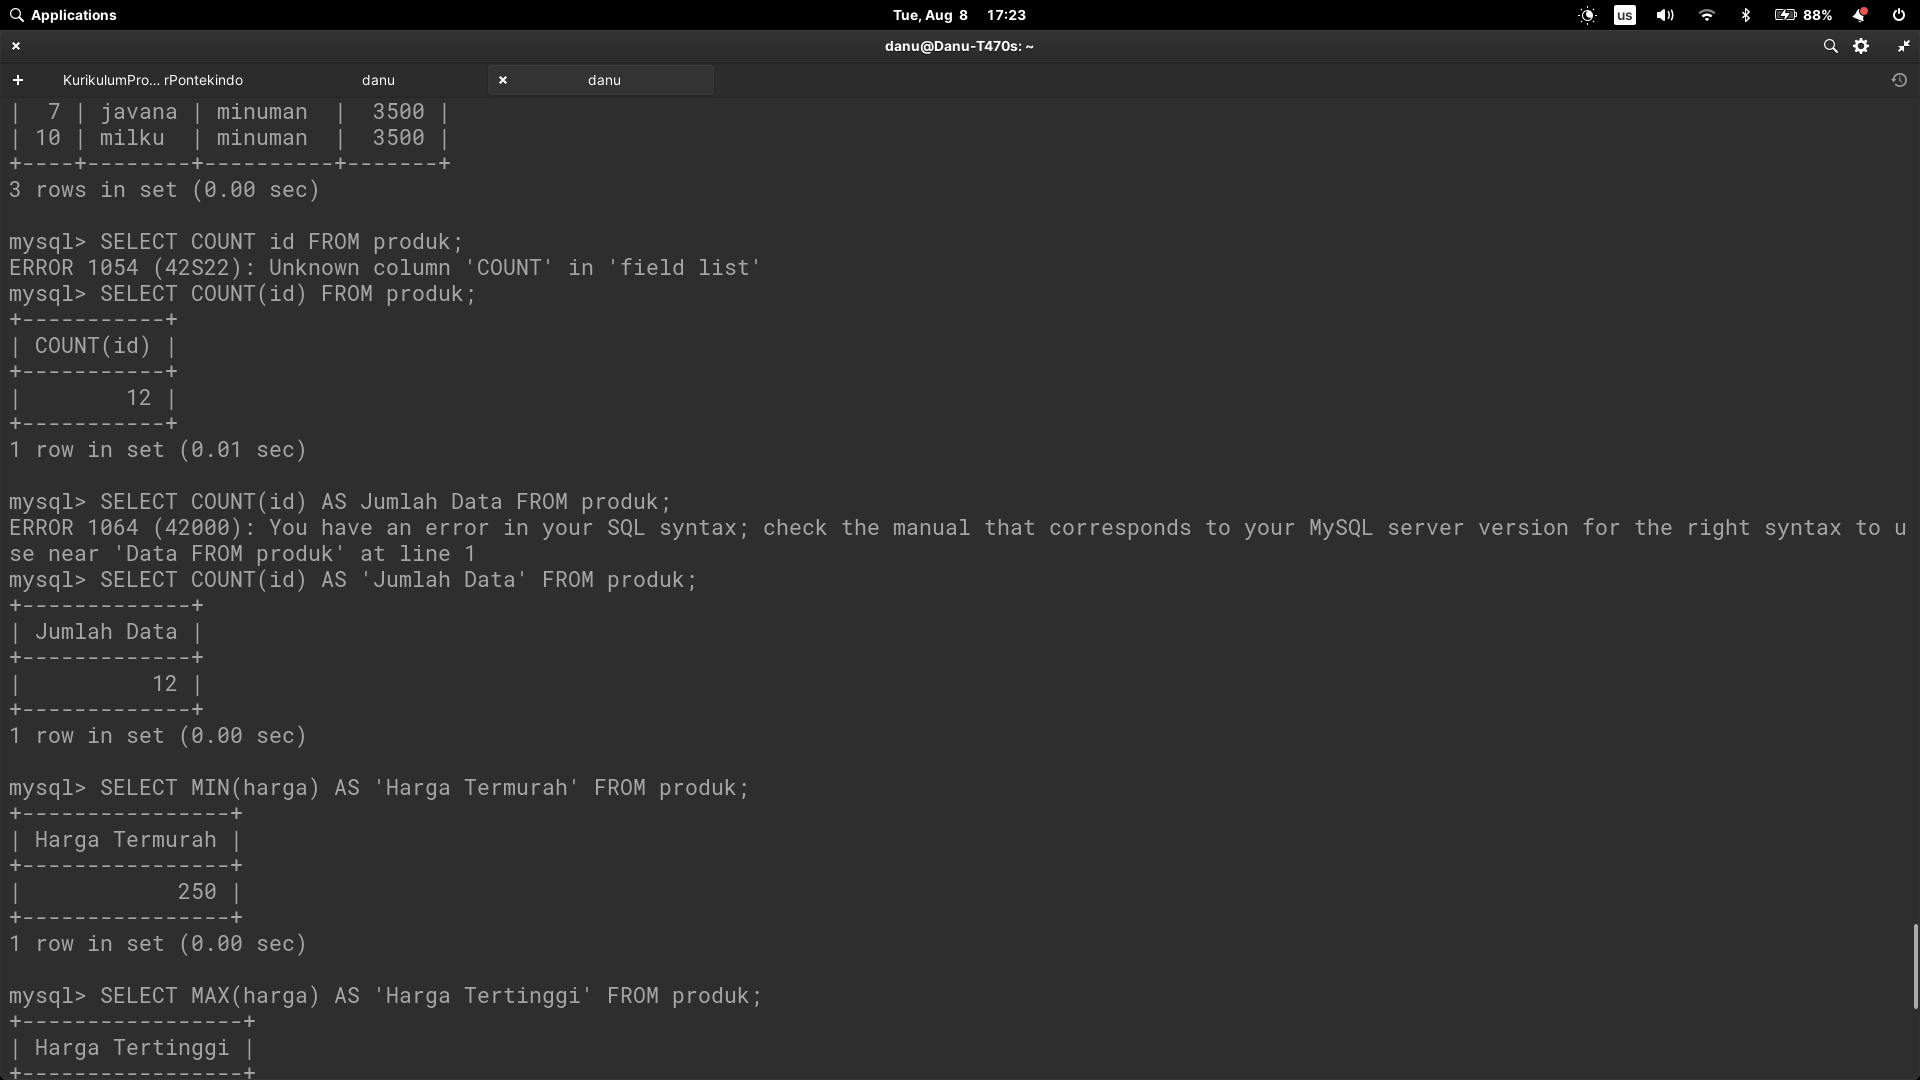 Applications
Tue, Aug 8 17:23
us
88%
danu@Danu-T470s: ~
KurikulumPro... rPontekindo
danu
danu
|  7 | javana | minuman  |  3500 |
| 10 | milku  | minuman  |  3500 |
+----+--------+----------+-------+
3 rows in set (0.00 sec)

mysql> SELECT COUNT id FROM produk;
ERROR 1054 (42S22): Unknown column 'COUNT' in 'field list'
mysql> SELECT COUNT(id) FROM produk;
+-----------+
| COUNT(id) |
+-----------+
|        12 |
+-----------+
1 row in set (0.01 sec)

mysql> SELECT COUNT(id) AS Jumlah Data FROM produk;
ERROR 1064 (42000): You have an error in your SQL syntax; check the manual that corresponds to your MySQL server version for the right syntax to u
se near 'Data FROM produk' at line 1
mysql> SELECT COUNT(id) AS 'Jumlah Data' FROM produk;
+-------------+
| Jumlah Data |
+-------------+
|          12 |
+-------------+
1 row in set (0.00 sec)

mysql> SELECT MIN(harga) AS 'Harga Termurah' FROM produk;
+----------------+
| Harga Termurah |
+----------------+
|            250 |
+----------------+
1 row in set (0.00 sec)

mysql> SELECT MAX(harga) AS 'Harga Tertinggi' FROM produk;
+-----------------+
| Harga Tertinggi |
+-----------------+